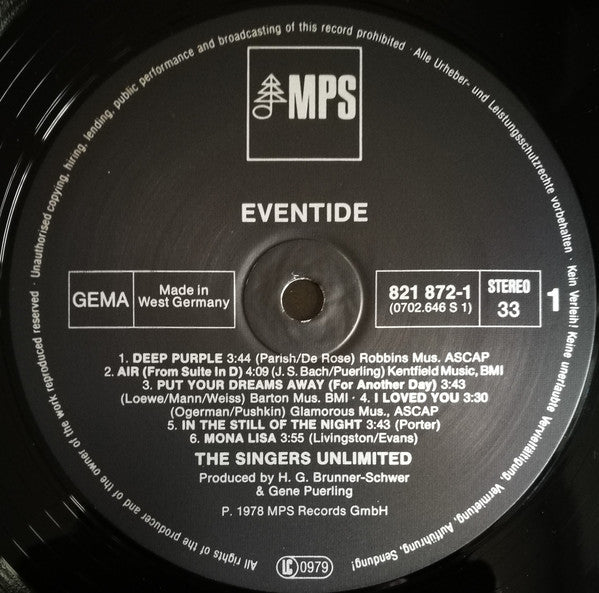 All rights of the producer and of the owner of the work reproduced reserved · Unauthorised copying, hiring, lending, public performance and broadcasting of this record prohibited · Alle Urheber- und Leistungsschutzrechte vorbehalten · Kein Verleih! Keine unerlaubte Vervielfältigung, Vermietung, Aufführung, Sendung!
MPS
EVENTIDE
GEMA
Made in
West Germany
821 872-1
(0702.646 S 1)
STEREO
33
1
1. DEEP PURPLE 3:44 (Parish/De Rose) Robbins Mus. ASCAP
2. AIR (From Suite In D) 4:09 (J. S. Bach/Puerling) Kentfield Music, BMI
3. PUT YOUR DREAMS AWAY (For Another Day) 3:43
(Loewe/Mann/Weiss) Barton Mus. BMI · 4. I LOVED YOU 3:30
(Ogerman/Pushkin) Glamorous Mus., ASCAP
5. IN THE STILL OF THE NIGHT 3:43 (Porter)
6. MONA LISA 3:55 (Livingston/Evans)
THE SINGERS UNLIMITED
Produced by H. G. Brunner-Schwer
& Gene Puerling
P. 1978 MPS Records GmbH
LC 0979